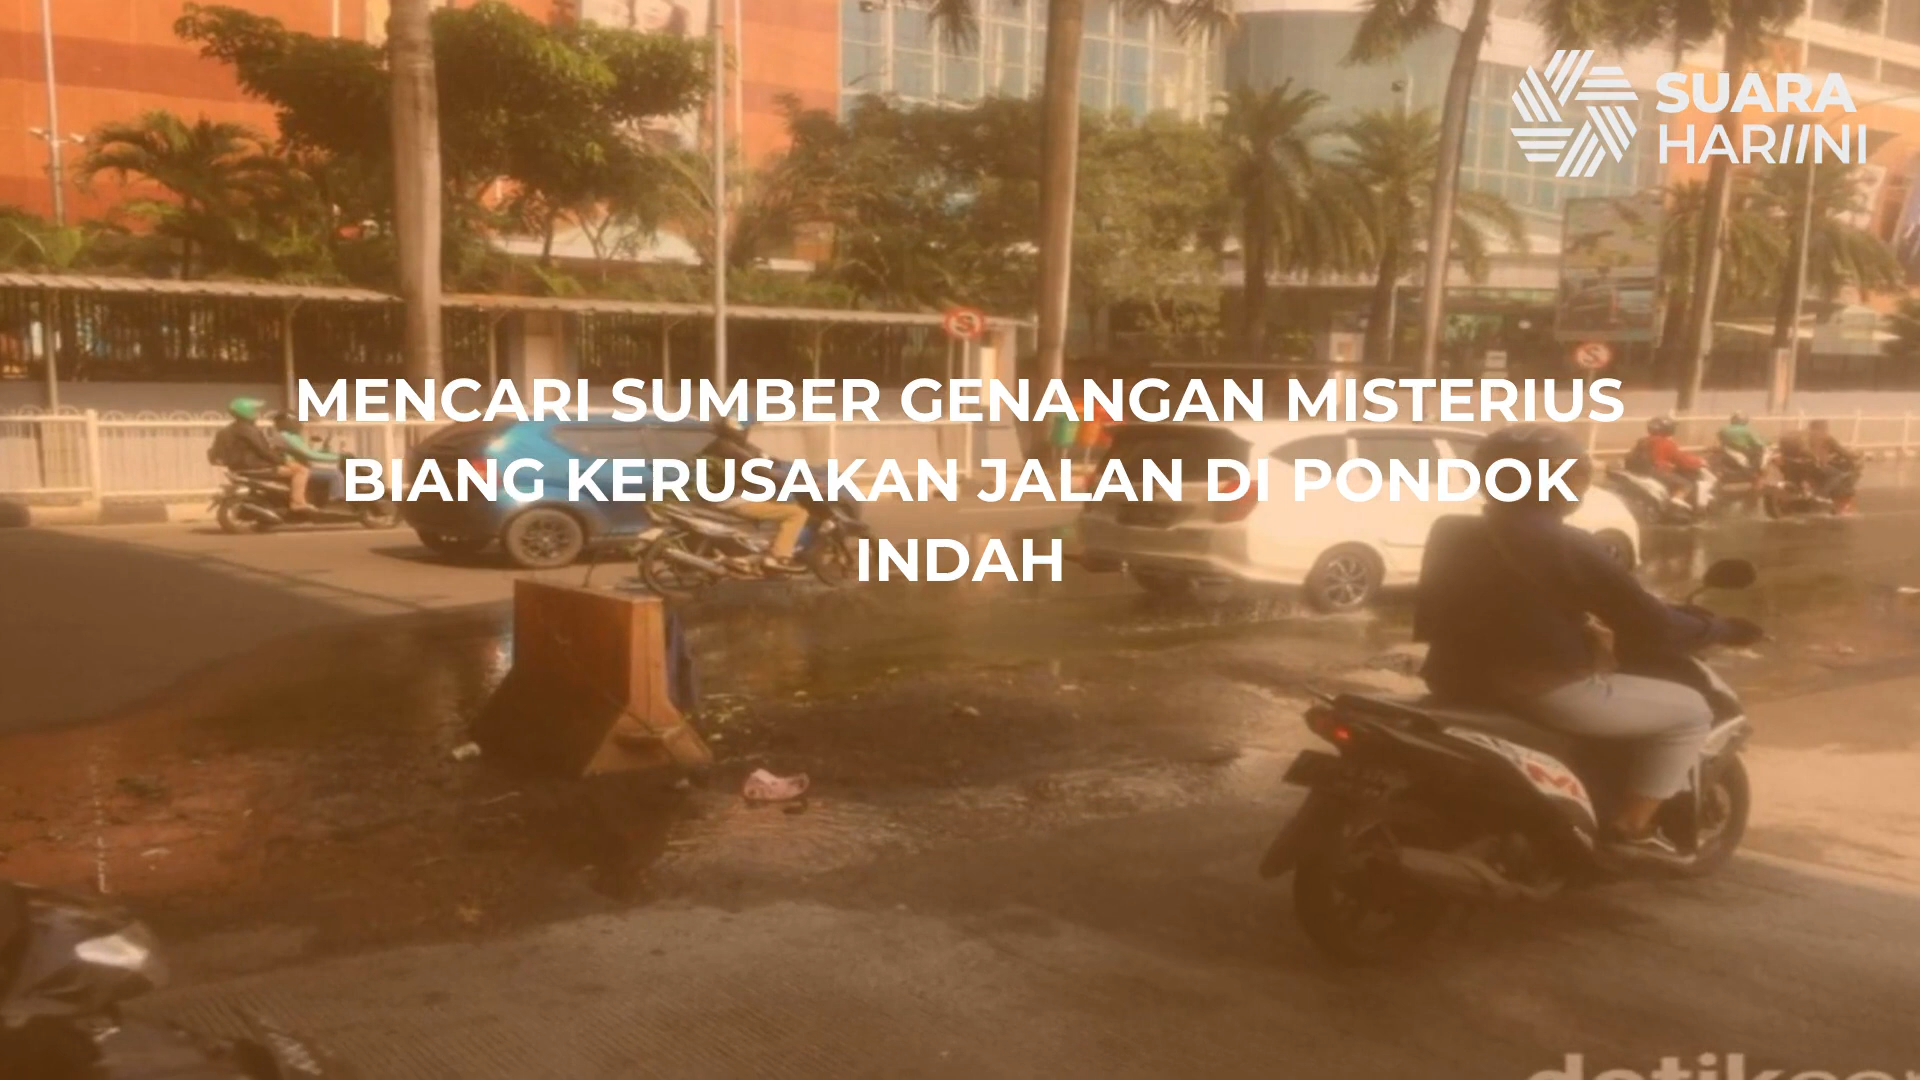 SUARA
HARIINI
MENCARI SUMBER GENANGAN MISTERIUS
BIANG KERUSAKAN JALAN DI PONDOK
INDAH